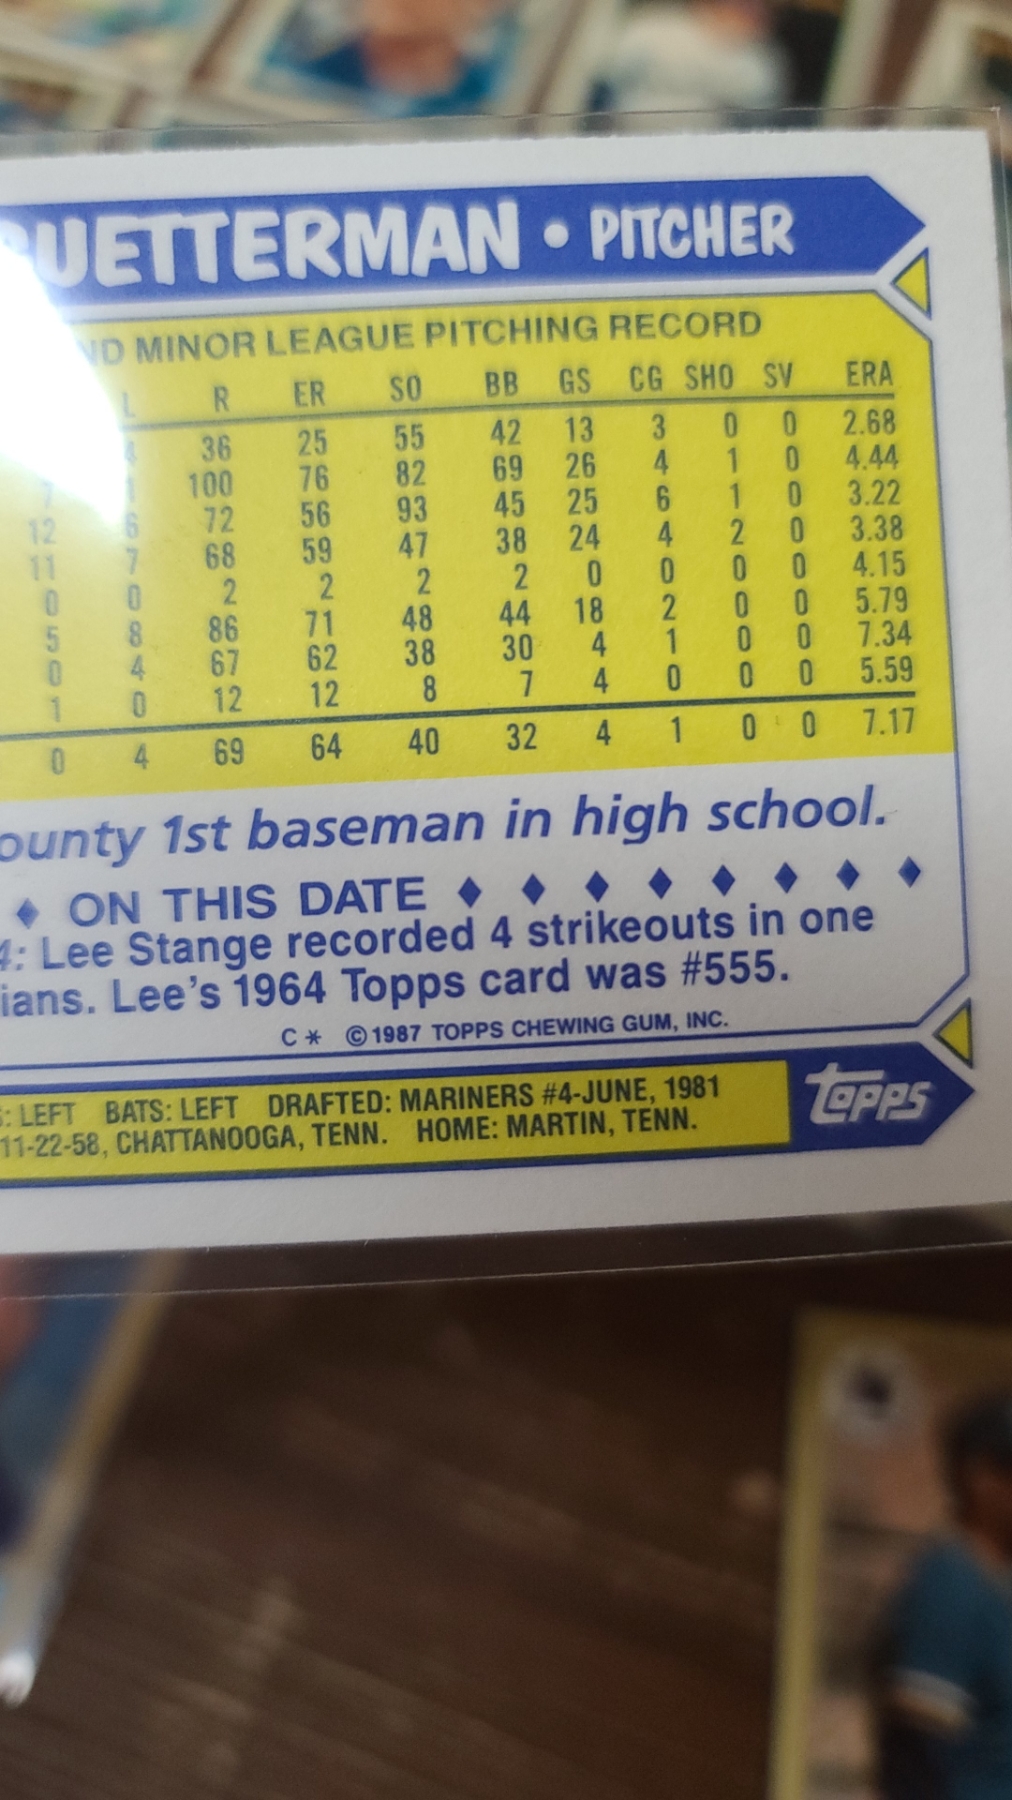 UETTERMAN • PITCHER
ND MINOR LEAGUE PITCHING RECORD
L R ER SO BB GS CG SHO SV ERA
4 36 25 55 42 13 3 0 0 2.68
1 100 76 82 69 26 4 1 0 4.44
12 6 72 56 93 45 25 6 1 0 3.22
11 7 68 59 47 38 24 4 2 0 3.38
0 0 2 2 2 2 0 0 0 0 4.15
5 8 86 71 48 44 18 2 0 0 5.79
0 4 67 62 38 30 4 1 0 0 7.34
1 0 12 12 8 7 4 0 0 0 5.59
0 4 69 64 40 32 4 1 0 0 7.17
ounty 1st baseman in high school.
♦ ON THIS DATE ♦ ♦ ♦ ♦ ♦ ♦ ♦ ♦
4: Lee Stange recorded 4 strikeouts in one
ians. Lee's 1964 Topps card was #555.
C* ©1987 TOPPS CHEWING GUM, INC.
S: LEFT BATS: LEFT DRAFTED: MARINERS #4-JUNE, 1981
11-22-58, CHATTANOOGA, TENN. HOME: MARTIN, TENN.
TOPPS